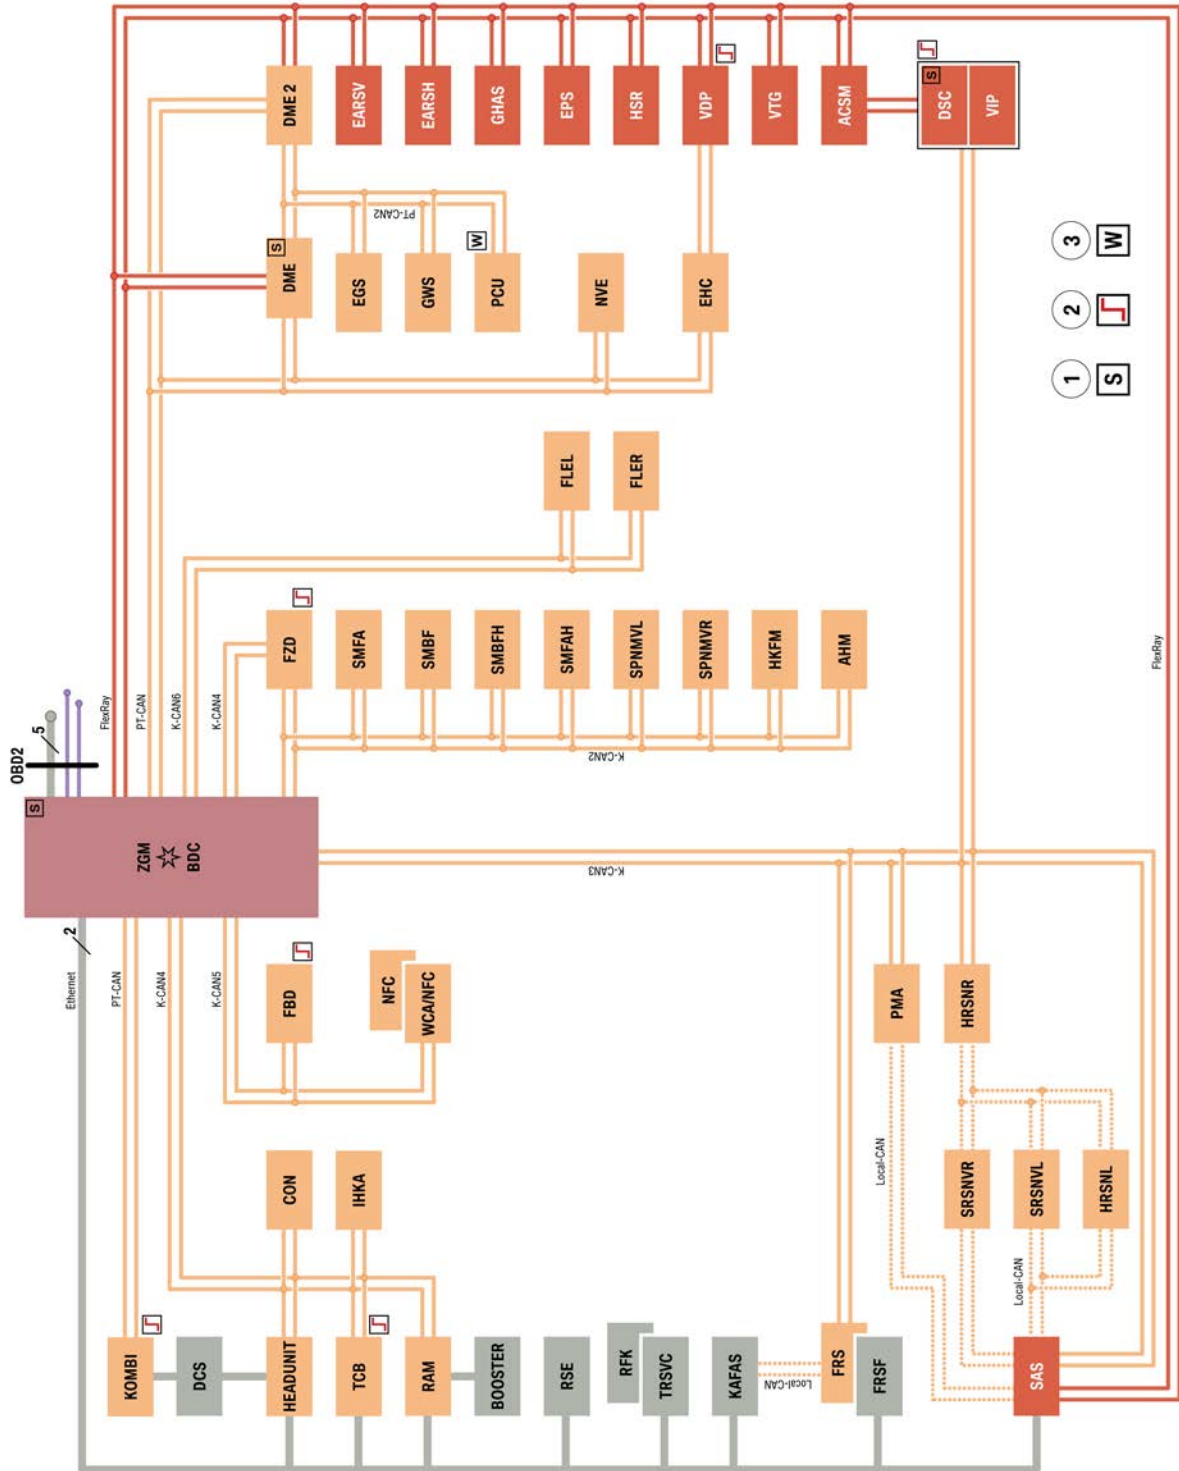 OBD2
5
2
ZGM
BDC
S
Ethernet
PT-CAN
K-CAN4
K-CAN5
FlexRay
PT-CAN
K-CAN6
K-CAN4
K-CAN2
K-CAN3
PT-CAN2
FlexRay
KOMBI
DCS
HEADUNIT
TCB
RAM
BOOSTER
RSE
RFK
TRSVC
KAFAS
Local-CAN
FRS
FRSF
SAS
CON
IHKA
FBD
NFC
WCA/NFC
PMA
Local-CAN
HRSNR
SRSNVR
SRSNVL
HRSNL
Local-CAN
FZD
SMFA
SMBF
SMBFH
SMFAH
SPNMVL
SPNMVR
HKFM
AHM
FLEL
FLER
DME
S
EGS
GWS
PCU
W
NVE
EHC
DME 2
EARSV
EARSH
GHAS
EPS
HSR
VDP
VTG
ACSM
DSC
S
VIP
1
S
2
3
W